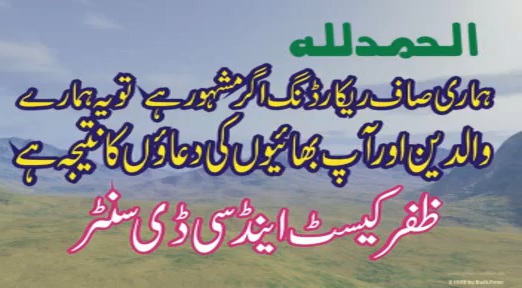 الحمدلله
ہماری صاف ریکارڈنگ اگر مشہور ہے تو یہ ہمارے
والدین اور آپ بھائیوں کی دعاؤں کا نتیجہ ہے
ظفر کیسٹ اینڈ سی ڈی سنٹر